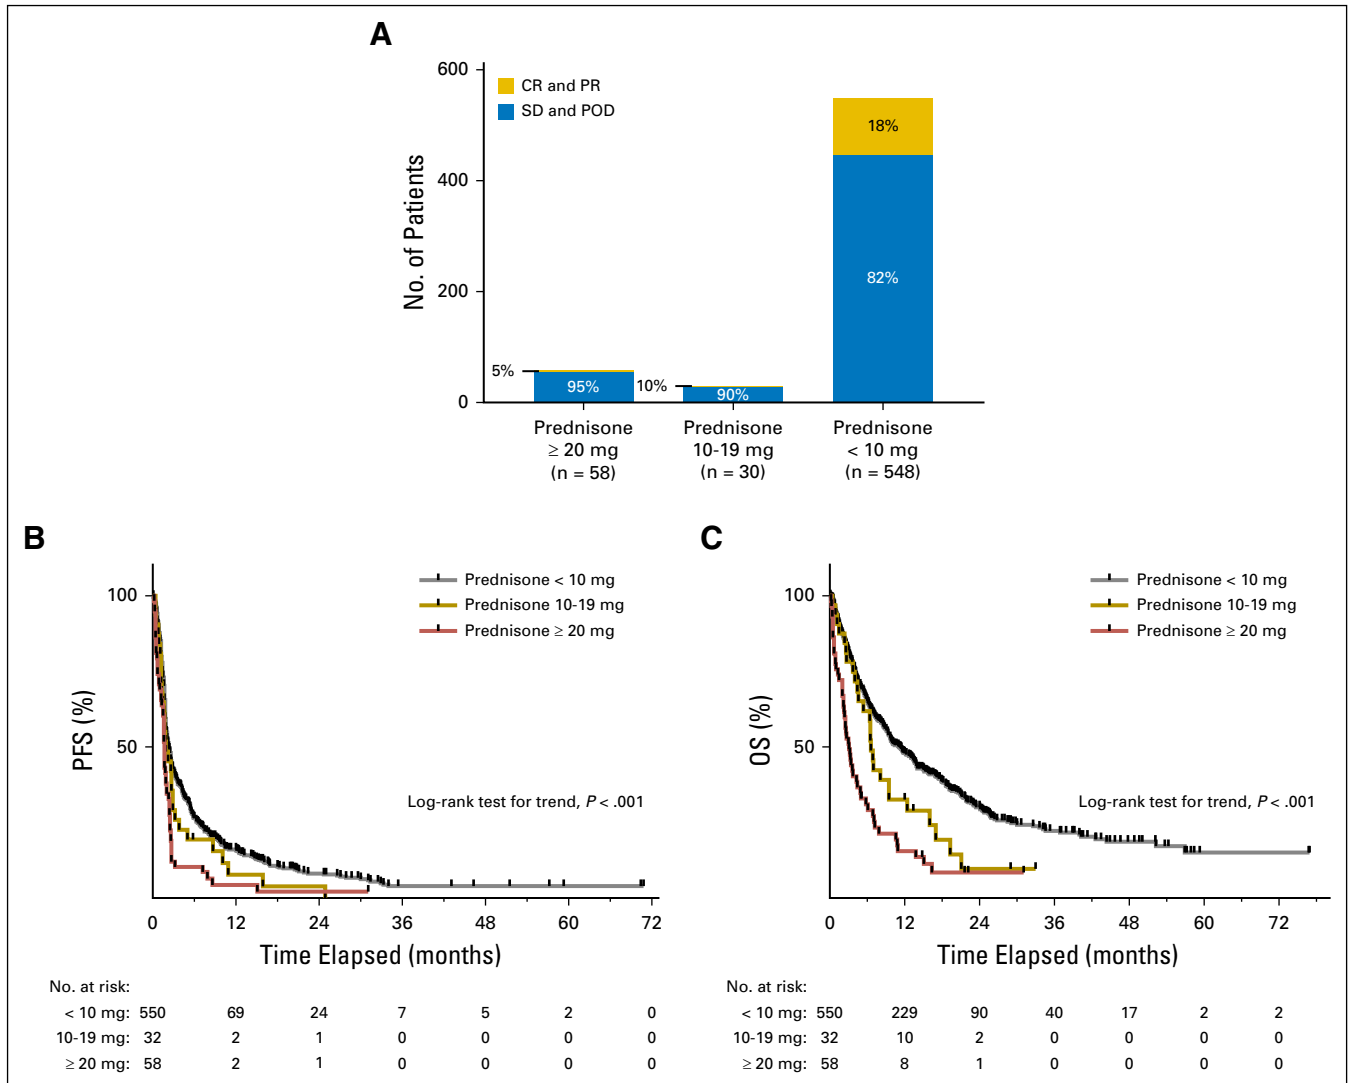 A
600
400
200
0
No. of Patients
CR and PR
SD and POD
5%
95%
10%
90%
18%
82%
Prednisone
≥ 20 mg
(n = 58)
Prednisone
10-19 mg
(n = 30)
Prednisone
< 10 mg
(n = 548)
B
100
50
PFS (%)
Prednisone < 10 mg
Prednisone 10-19 mg
Prednisone ≥ 20 mg
Log-rank test for trend, P < .001
0 12 24 36 48 60 72
Time Elapsed (months)
No. at risk:
< 10 mg: 550 69 24 7 5 2 0
10-19 mg: 32 2 1 0 0 0 0
≥ 20 mg: 58 2 1 0 0 0 0
C
100
50
OS (%)
Prednisone < 10 mg
Prednisone 10-19 mg
Prednisone ≥ 20 mg
Log-rank test for trend, P < .001
0 12 24 36 48 60 72
Time Elapsed (months)
No. at risk:
< 10 mg: 550 229 90 40 17 2 2
10-19 mg: 32 10 2 0 0 0 0
≥ 20 mg: 58 8 1 0 0 0 0